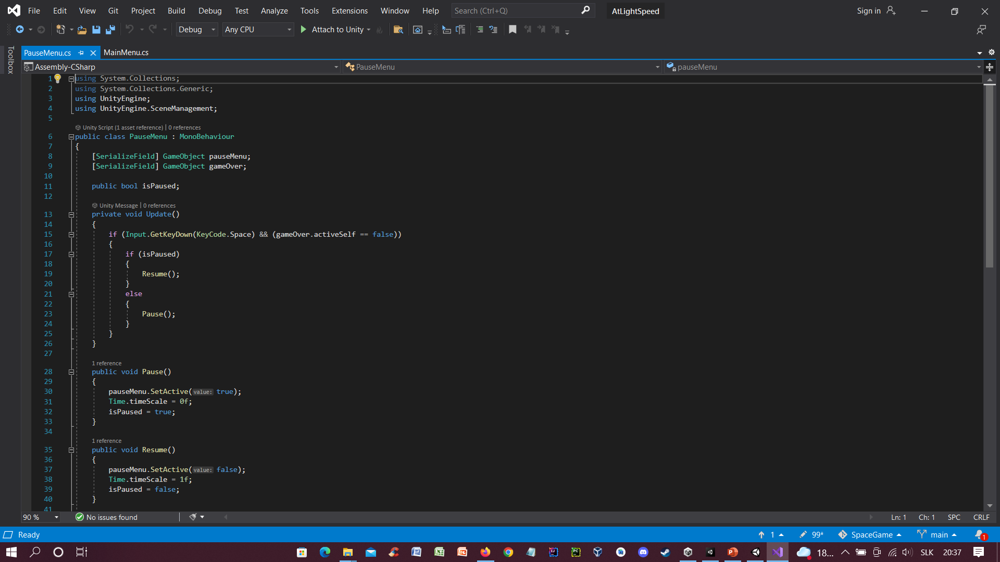 File Edit View Git Project Build Debug Test Analyze Tools Extensions Window Help Search (Ctrl+Q) AtLightSpeed Sign in
Debug Any CPU Attach to Unity
Toolbox
PauseMenu.cs MainMenu.cs
Assembly-CSharp PauseMenu pauseMenu
1 using System.Collections;
2 using System.Collections.Generic;
3 using UnityEngine;
4 using UnityEngine.SceneManagement;
5
Unity Script (1 asset reference) | 0 references
6 public class PauseMenu : MonoBehaviour
7 {
8 [SerializeField] GameObject pauseMenu;
9 [SerializeField] GameObject gameOver;
10
11 public bool isPaused;
12
Unity Message | 0 references
13 private void Update()
14 {
15 if (Input.GetKeyDown(KeyCode.Space) && (gameOver.activeSelf == false))
16 {
17 if (isPaused)
18 {
19 Resume();
20 }
21 else
22 {
23 Pause();
24 }
25 }
26 }
27
1 reference
28 public void Pause()
29 {
30 pauseMenu.SetActive(value: true);
31 Time.timeScale = 0f;
32 isPaused = true;
33 }
34
1 reference
35 public void Resume()
36 {
37 pauseMenu.SetActive(value: false);
38 Time.timeScale = 1f;
39 isPaused = false;
40 }
41
90 % No issues found Ln: 1 Ch: 1 SPC CRLF
Ready 1 99* SpaceGame main 1
18... SLK 20:37